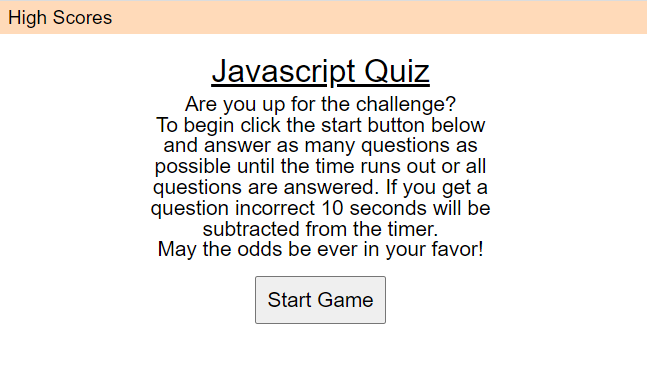 High Scores
Javascript Quiz
Are you up for the challenge?
To begin click the start button below
and answer as many questions as
possible until the time runs out or all
questions are answered. If you get a
question incorrect 10 seconds will be
subtracted from the timer.
May the odds be ever in your favor!
Start Game